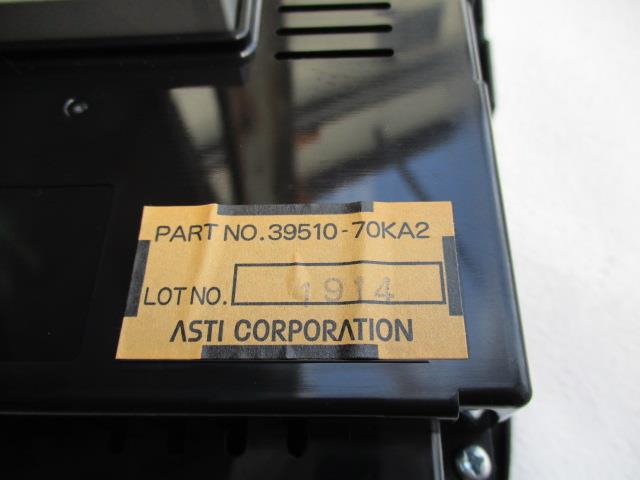 PART NO.39510-70KA2
LOT NO. 1914
ASTI CORPORATION